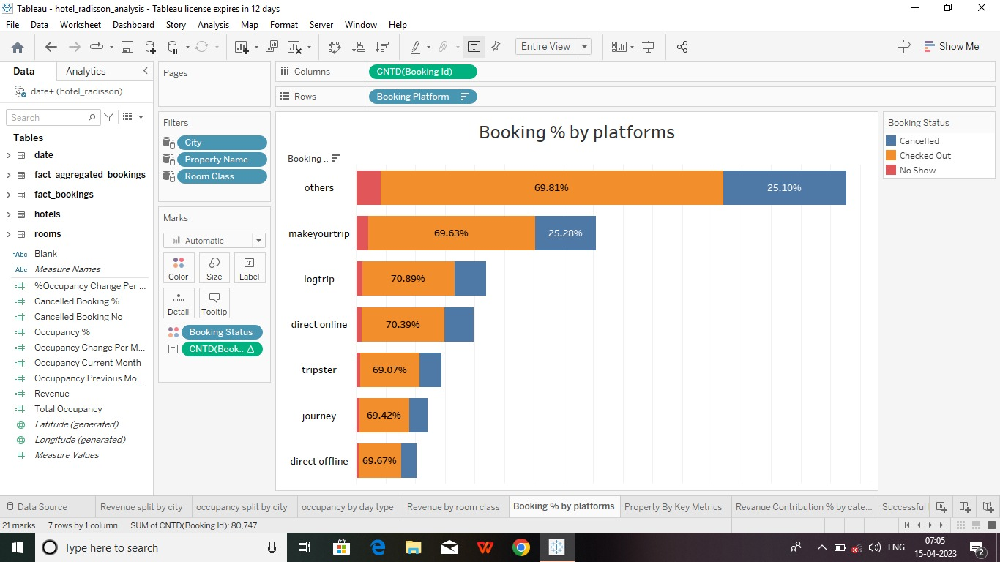 Tableau - hotel_radisson_analysis - Tableau license expires in 12 days
File Data Worksheet Dashboard Story Analysis Map Format Server Window Help
Entire View
Show Me
Data Analytics
date+ (hotel_radisson)
Search
Tables
date
fact_aggregated_bookings
fact_bookings
hotels
rooms
=Abc Blank
Abc Measure Names
%Occupancy Change Per ...
Cancelled Booking %
Cancelled Booking No
Occupancy %
Occupancy Change Per M...
Occupancy Current Month
Occuppancy Previous Mo...
Revenue
Total Occupancy
Latitude (generated)
Longitude (generated)
Measure Values
Pages
Filters
City
Property Name
Room Class
Marks
Automatic
Color Size Label
Detail Tooltip
Booking Status
CNTD(Book.. Δ
Columns CNTD(Booking Id)
Rows Booking Platform
Booking % by platforms
Booking ..
others 69.81% 25.10%
makeyourtrip 69.63% 25.28%
logtrip 70.89%
direct online 70.39%
tripster 69.07%
journey 69.42%
direct offline 69.67%
Booking Status
Cancelled
Checked Out
No Show
Data Source Revenue split by city occupancy split by city occupancy by day type Revenue by room class Booking % by platforms Property By Key Metrics Revanue Contribution % by cate... Successful
21 marks 7 rows by 1 column SUM of CNTD(Booking Id): 80.747
Type here to search
ENG
07:05
15-04-2023
2